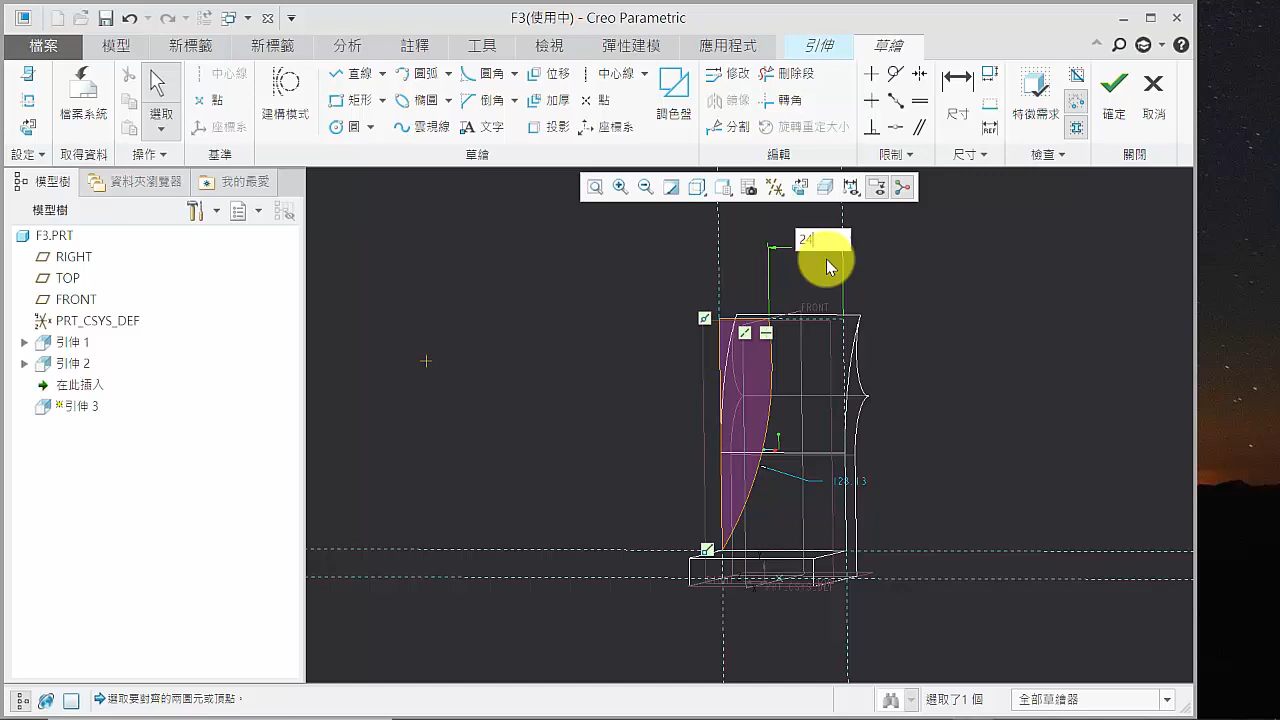 F3(使用中) - Creo Parametric
檔案 模型 新標籤 新標籤 分析 註釋 工具 檢視 彈性建模 應用程式 引伸 草繪
中心線 直線 圓弧 圓角 位移 中心線 修改 刪除段
點 矩形 橢圓 倒角 加厚 點 鏡像 轉角
座標系 圓 雲規線 文字 投影 座標系 分割 旋轉重定大小
檔案系統 選取 建構模式 調色盤 尺寸 特徵需求 確定 取消
REF
設定 取得資料 操作 基準 草繪 編輯 限制 尺寸 檢查 關閉
模型樹 資料夾瀏覽器 我的最愛
模型樹
F3.PRT
RIGHT
TOP
FRONT
PRT_CSYS_DEF
引伸 1
引伸 2
在此插入
引伸 3
24
FRONT
128.13
PRT_CSYS_DEF
選取要對齊的兩圖元或頂點。
選取了1 個
全部草繪器